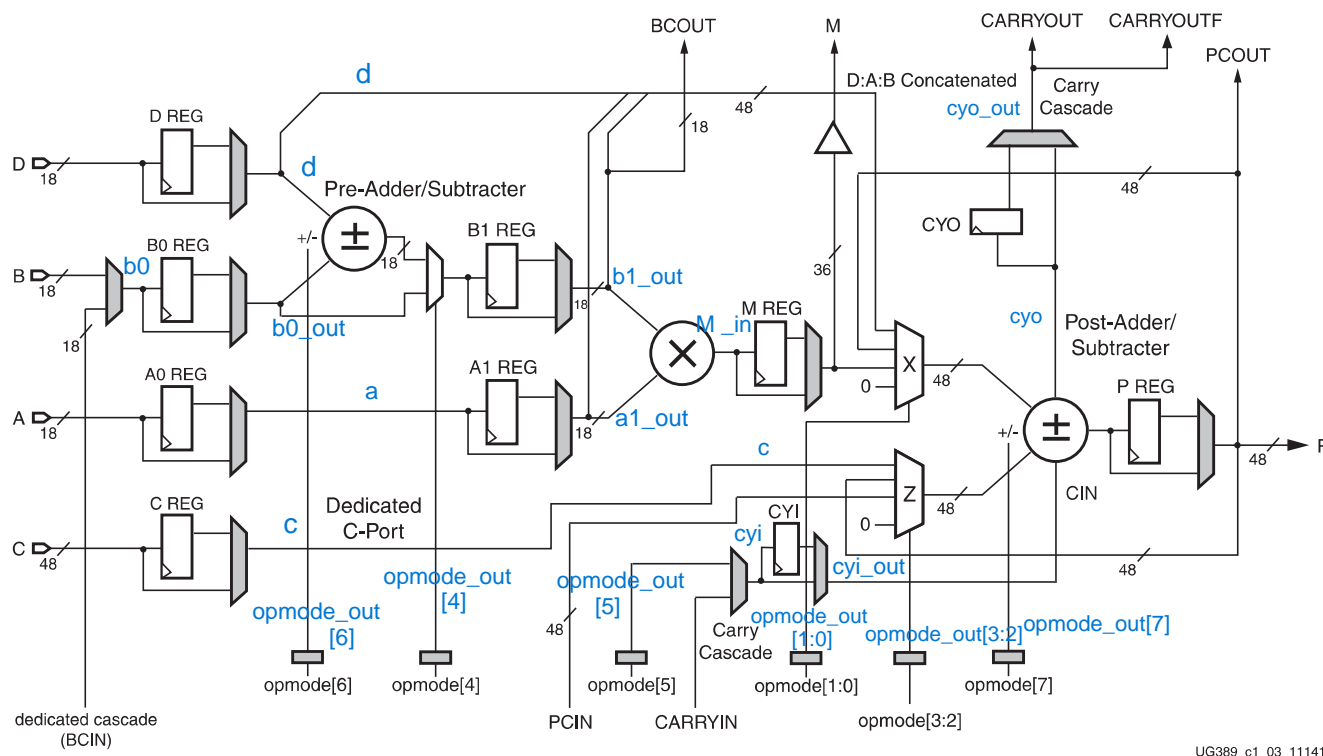 CARRYOUT
CARRYOUTF
BCOUT
M
PCOUT
d
D:A:B Concatenated
Carry
Cascade
48
cyo_out
D REG
18
D
18
d
Pre-Adder/Subtracter
48
48
+/-
±
CYO
B0 REG
B1 REG
18
B
18
b0
36
b1_out
18
b0_out
18
M _in
M REG
cyo
Post-Adder/
Subtracter
×
X
48
P REG
A0 REG
A1 REG
0
a
A
18
18
a1_out
+/-
±
P
48
c
C REG
Dedicated
C-Port
c
Z
48
CIN
CYI
0
cyi
C
48
48
cyi_out
opmode_out
[4]
opmode_out
[5]
opmode_out
[6]
opmode_out
[1:0]
opmode_out[3:2]
opmode_out[7]
48
Carry
Cascade
opmode[6]
opmode[4]
opmode[5]
opmode[1:0]
opmode[7]
dedicated cascade
(BCIN)
PCIN
CARRYIN
opmode[3:2]
UG389_c1_03_11141